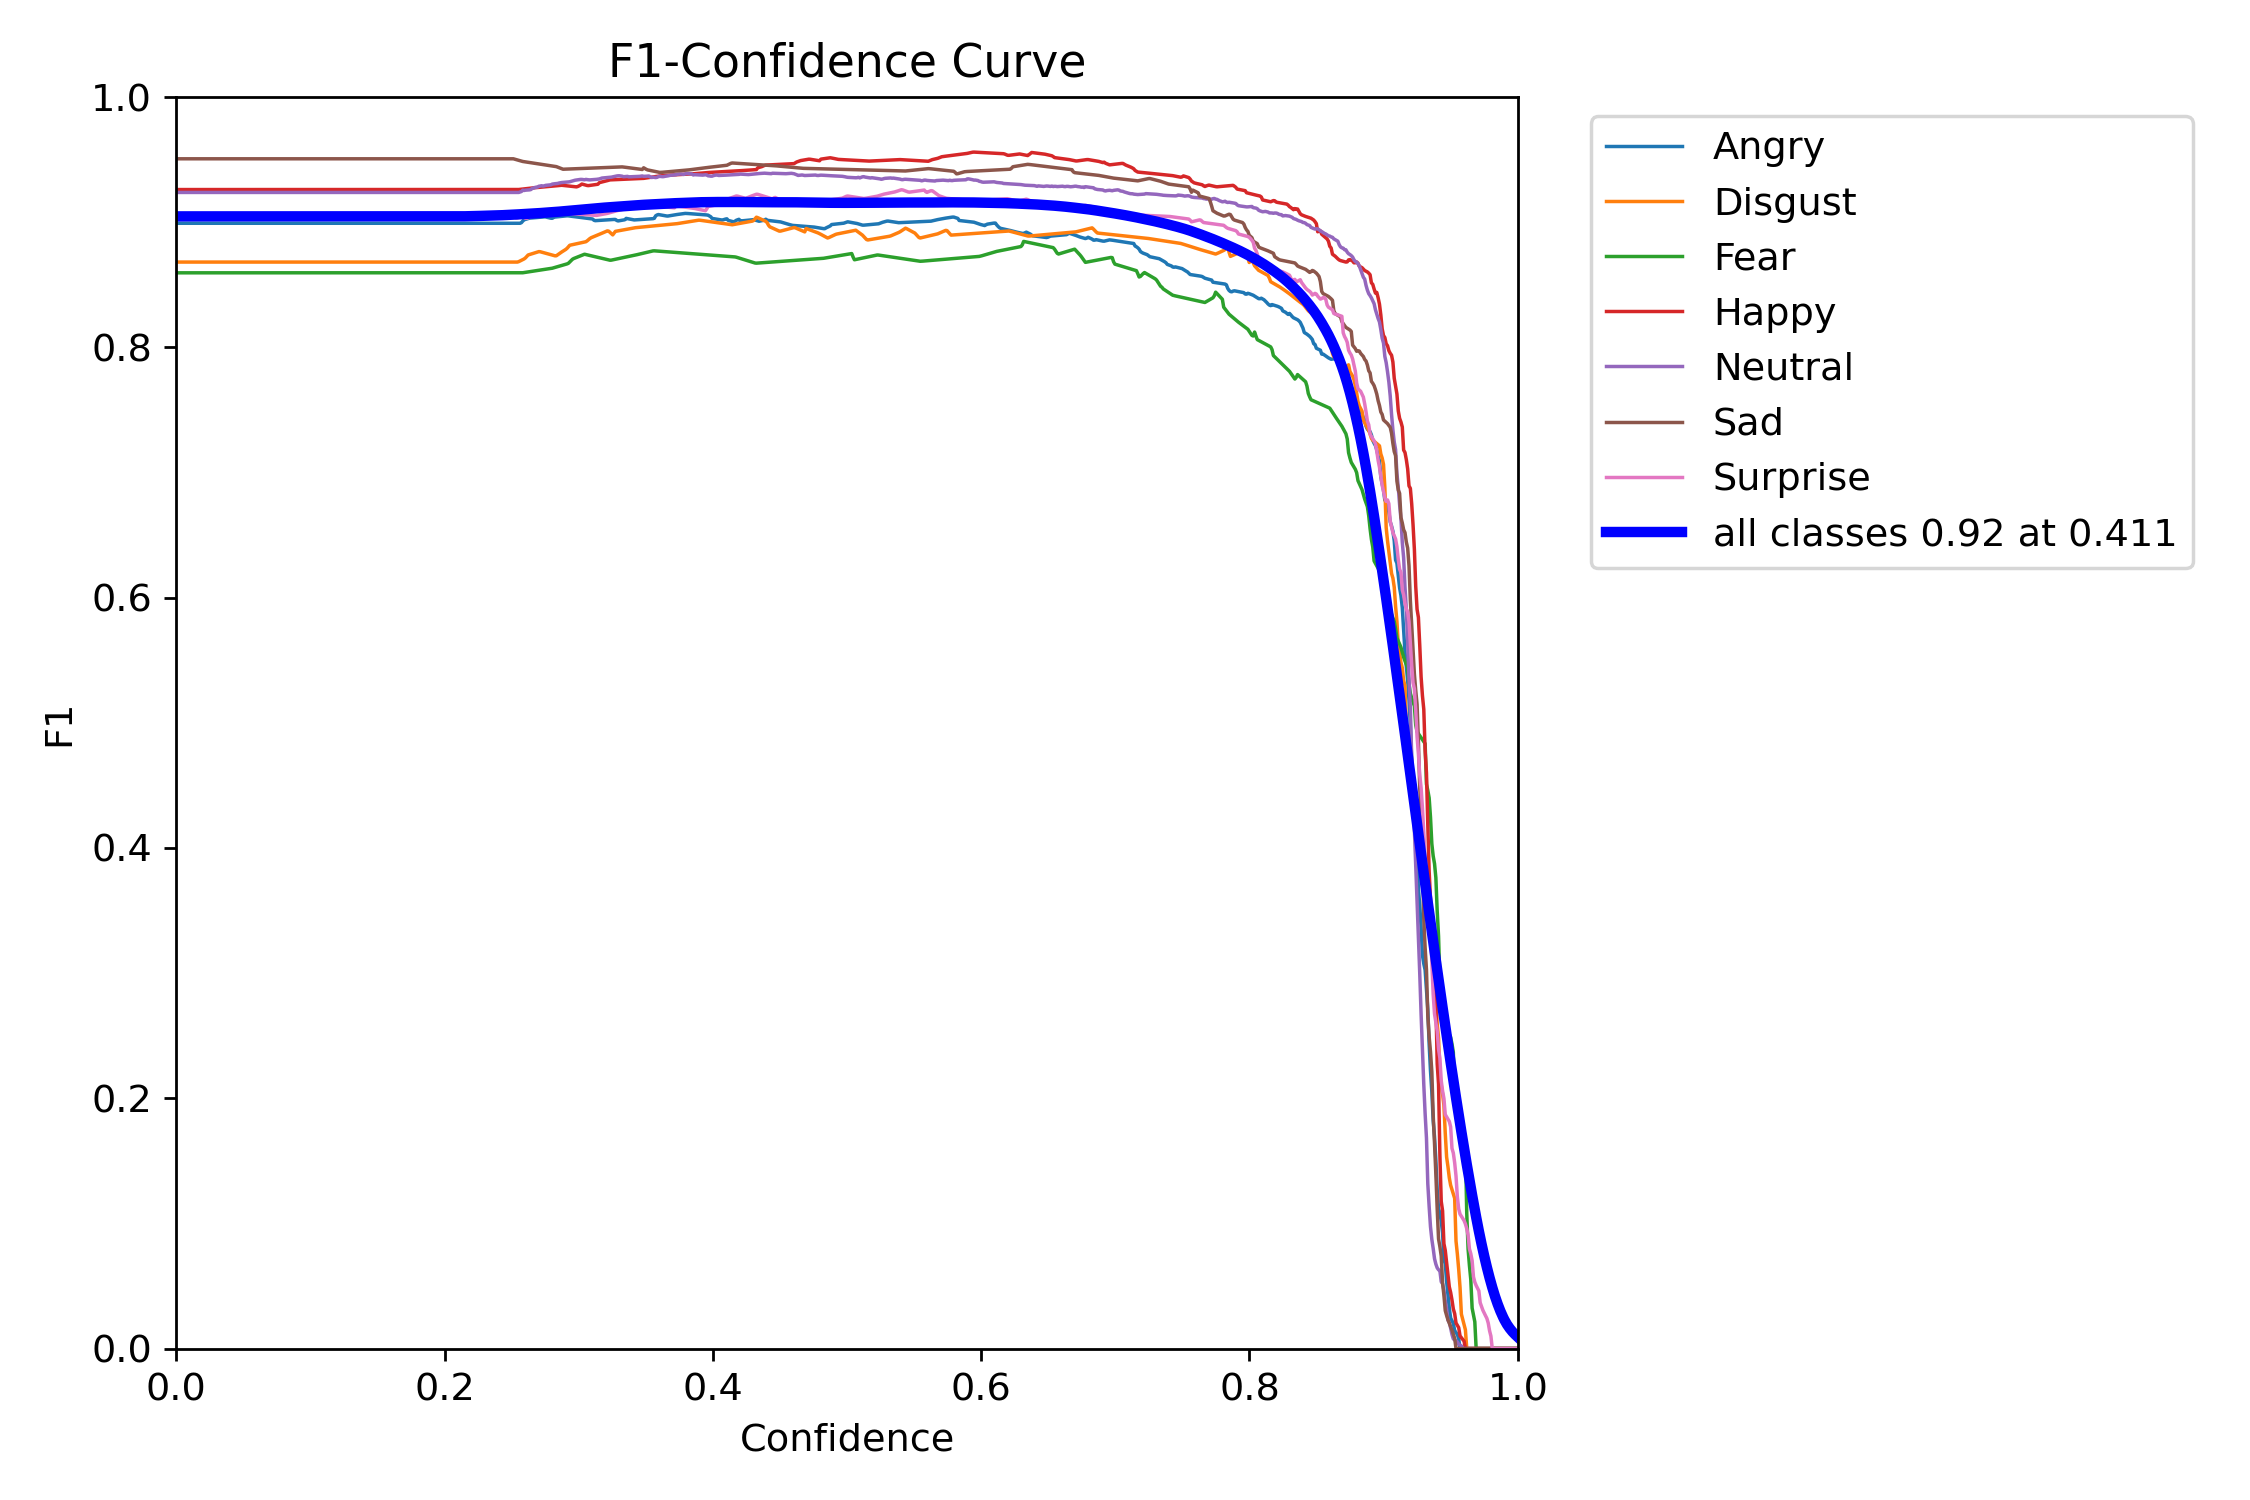 F1-Confidence Curve
1.0
0.8
0.6
0.4
0.2
0.0
F1
0.0 0.2 0.4 0.6 0.8 1.0
Confidence
Angry
Disgust
Fear
Happy
Neutral
Sad
Surprise
all classes 0.92 at 0.411